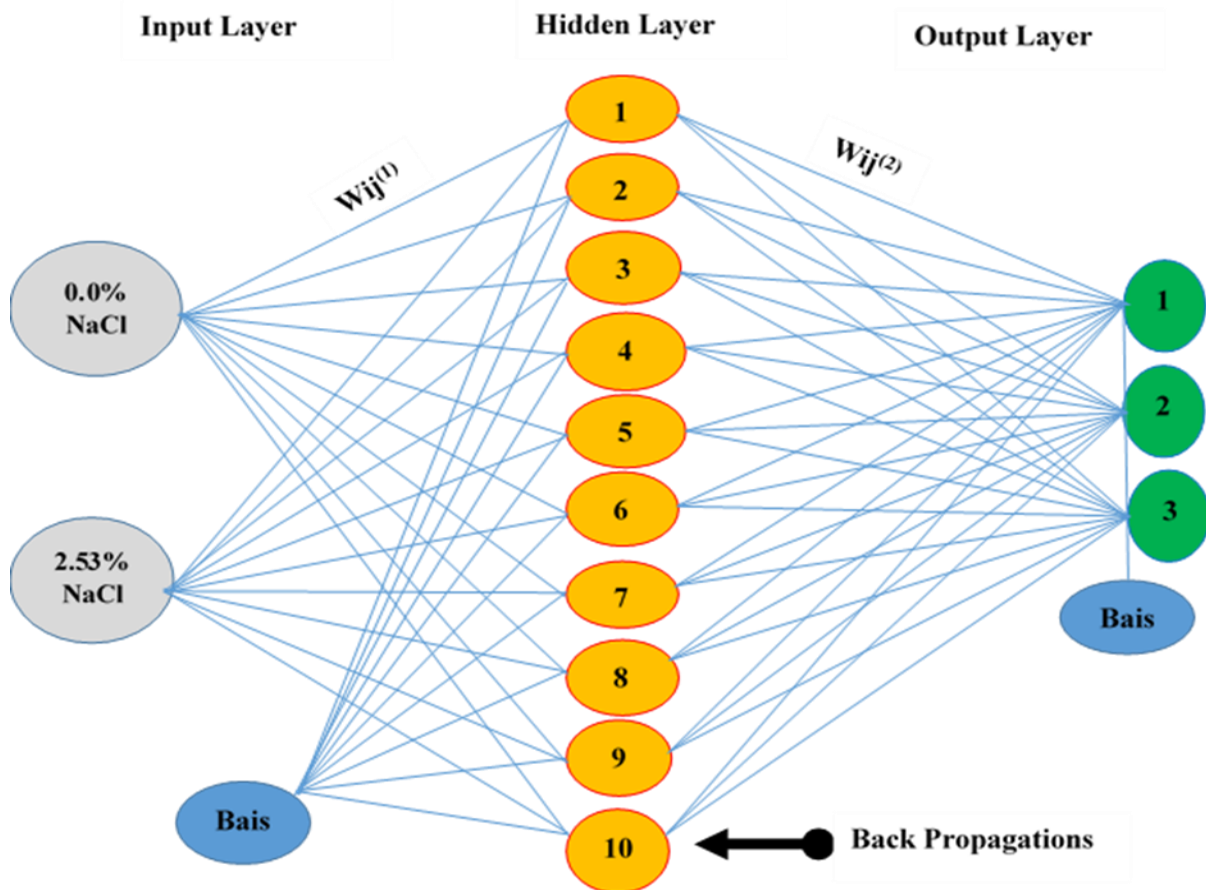 Input Layer
Hidden Layer
Output Layer
Wij(1)
Wij(2)
0.0%
NaCl
2.53%
NaCl
Bais
1
2
3
4
5
6
7
8
9
10
1
2
3
Bais
Back Propagations